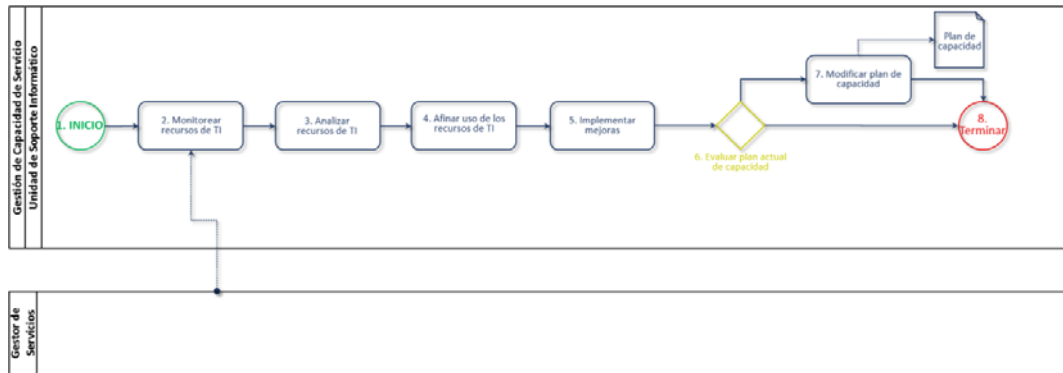 Gestión de Capacidad de Servicio
Unidad de Soporte Informático
1. INICIO
2. Monitorear
recursos de TI
3. Analizar
recursos de TI
4. Afinar uso de los
recursos de TI
5. Implementar
mejoras
6. Evaluar plan actual
de capacidad
7. Modificar plan de
capacidad
Plan de
capacidad
8.
Terminar
Gestor de
Servicios